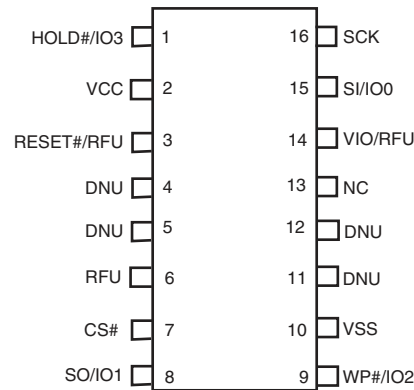 HOLD#/IO3 1 16 SCK
VCC 2 15 SI/IO0
RESET#/RFU 3 14 VIO/RFU
DNU 4 13 NC
DNU 5 12 DNU
RFU 6 11 DNU
CS# 7 10 VSS
SO/IO1 8 9 WP#/IO2